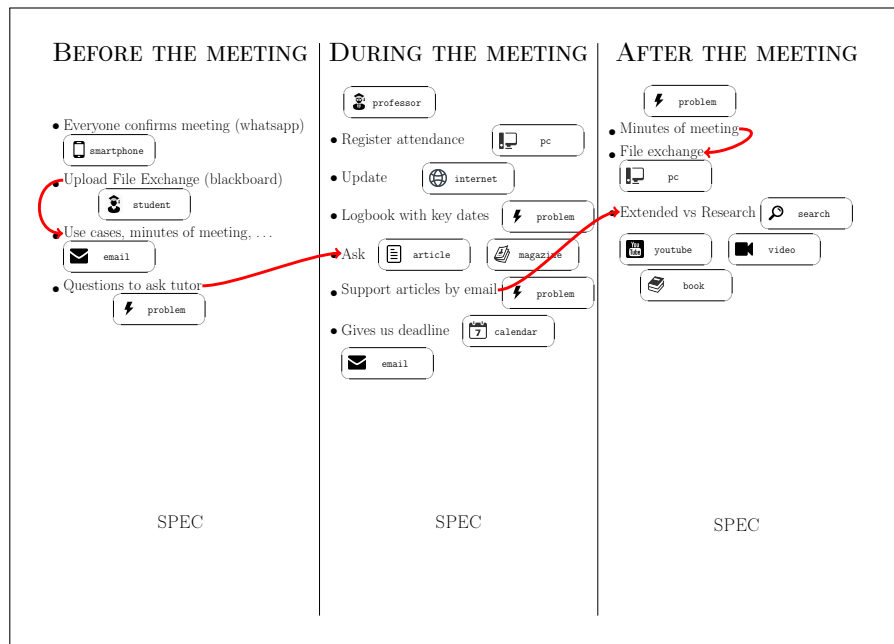 BEFORE THE MEETING
• Everyone confirms meeting (whatsapp)
smartphone
• Upload File Exchange (blackboard)
student
• Use cases, minutes of meeting, …
email
• Questions to ask tutor
problem
SPEC
DURING THE MEETING
professor
• Register attendance pc
• Update internet
• Logbook with key dates problem
• Ask article magazine
• Support articles by email problem
• Gives us deadline 7 calendar
email
SPEC
AFTER THE MEETING
problem
• Minutes of meeting
• File exchange
pc
• Extended vs Research search
You Tube youtube video
book
SPEC